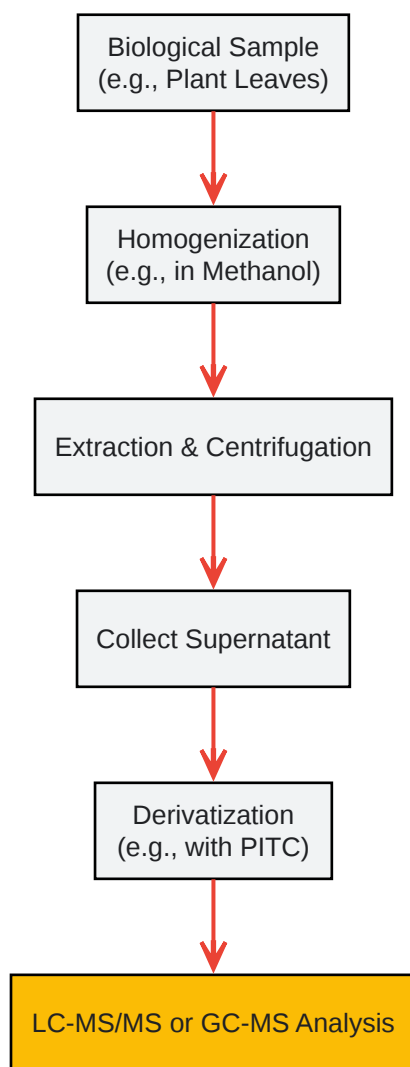 Biological Sample
(e.g., Plant Leaves)
Homogenization
(e.g., in Methanol)
Extraction & Centrifugation
Collect Supernatant
Derivatization
(e.g., with PITC)
LC-MS/MS or GC-MS Analysis